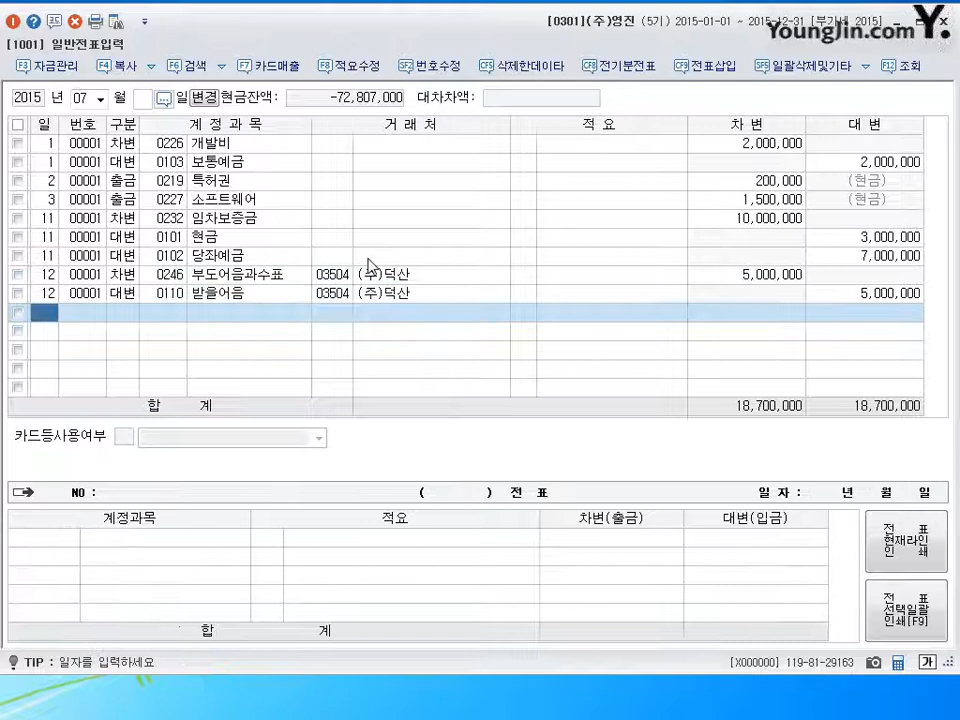 [0301](주)영진 (5기) 2015-01-01 ~ 2015-12-31 [부가세 2015]
YoungJin.com Y.
[1001] 일반전표입력
F3 자금관리 F4 복사 F6 검색 F7 카드매출 F8 적요수정 SF2 번호수정 CF5 삭제한데이타 CF8 전기분전표 CF9 전표삽입 SF5 일괄삭제및기타 F12 조회
2015 년 07 월 일 변경 현금잔액: -72,807,000 대차차액:
일 번호 구분 계 정 과 목 거 래 처 적 요 차 변 대 변
1 00001 차변 0226 개발비 2,000,000
1 00001 대변 0103 보통예금 2,000,000
2 00001 출금 0219 특허권 200,000 (현금)
3 00001 출금 0227 소프트웨어 1,500,000 (현금)
11 00001 차변 0232 임차보증금 10,000,000
11 00001 대변 0101 현금 3,000,000
11 00001 대변 0102 당좌예금 7,000,000
12 00001 차변 0246 부도어음과수표 03504 (주)덕산 5,000,000
12 00001 대변 0110 받을어음 03504 (주)덕산 5,000,000
합 계 18,700,000 18,700,000
카드등사용여부
NO : ( ) 전 표 일 자 : 년 월 일
계정과목 적요 차변(출금) 대변(입금)
전 표
현재라인
인 쇄
전 표
선택일괄
인쇄[F9]
합 계
TIP : 일자를 입력하세요 [X000000] 119-81-29163 가